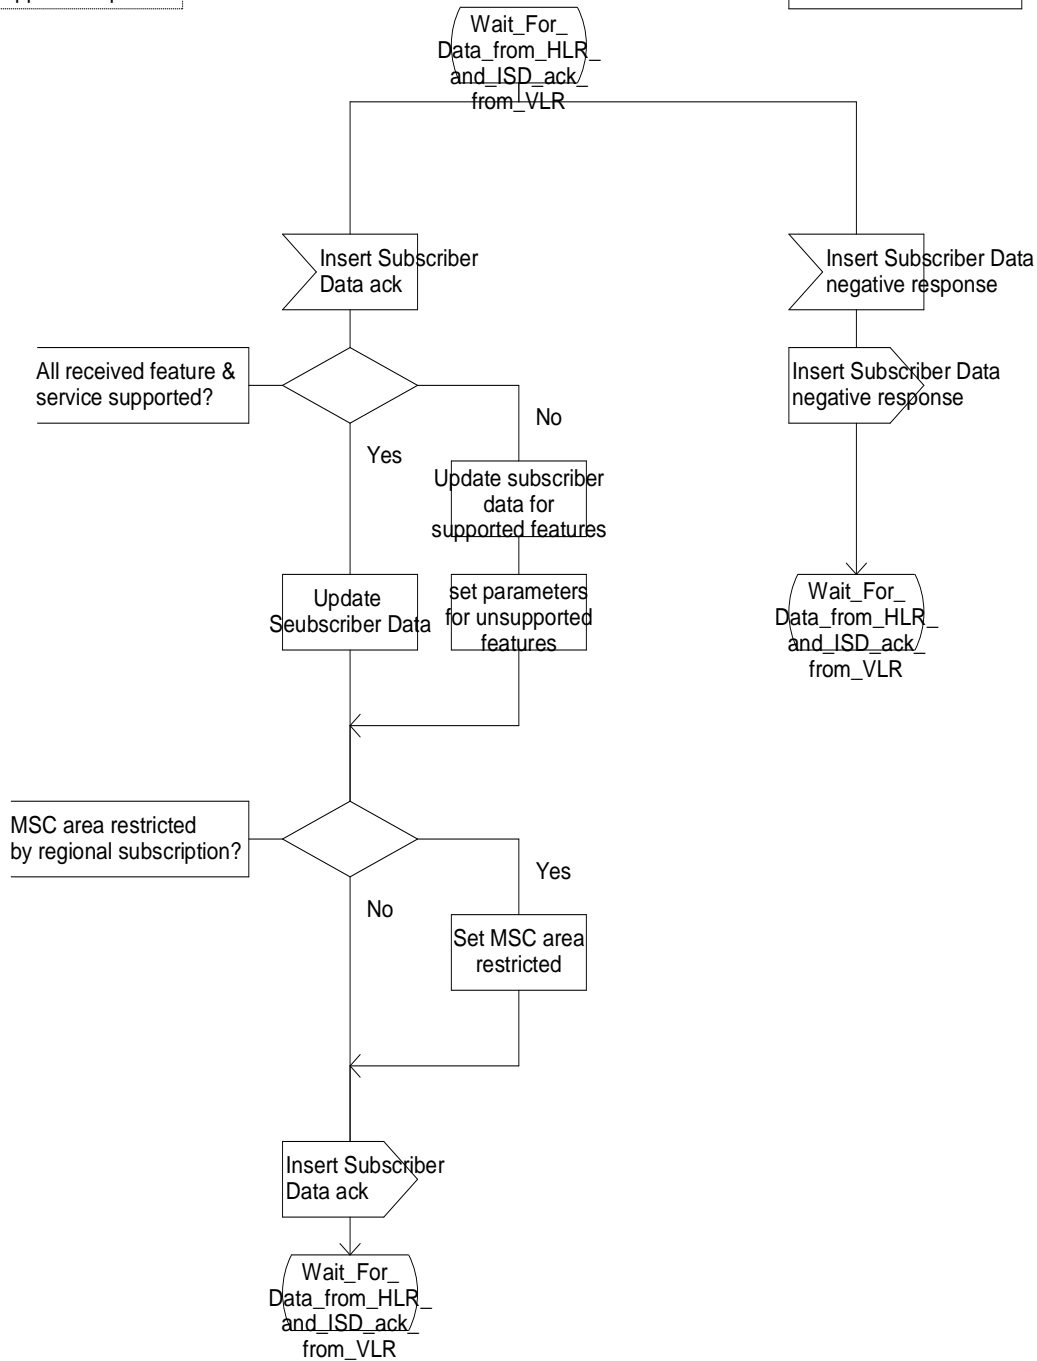 Wait_For_
Data_from_HLR_
and_ISD_ack_
from_VLR
Insert Subscriber
Data ack
Insert Subscriber Data
negative response
All received feature &
service supported?
Insert Subscriber Data
negative response
No
Yes
Update subscriber
data for
supported features
Update
Seubscriber Data
set parameters
for unsupported
features
Wait_For_
Data_from_HLR_
and_ISD_ack_
from_VLR
MSC area restricted
by regional subscription?
Yes
No
Set MSC area
restricted
Insert Subscriber
Data ack
Wait_For_
Data_from_HLR_
and_ISD_ack_
from_VLR